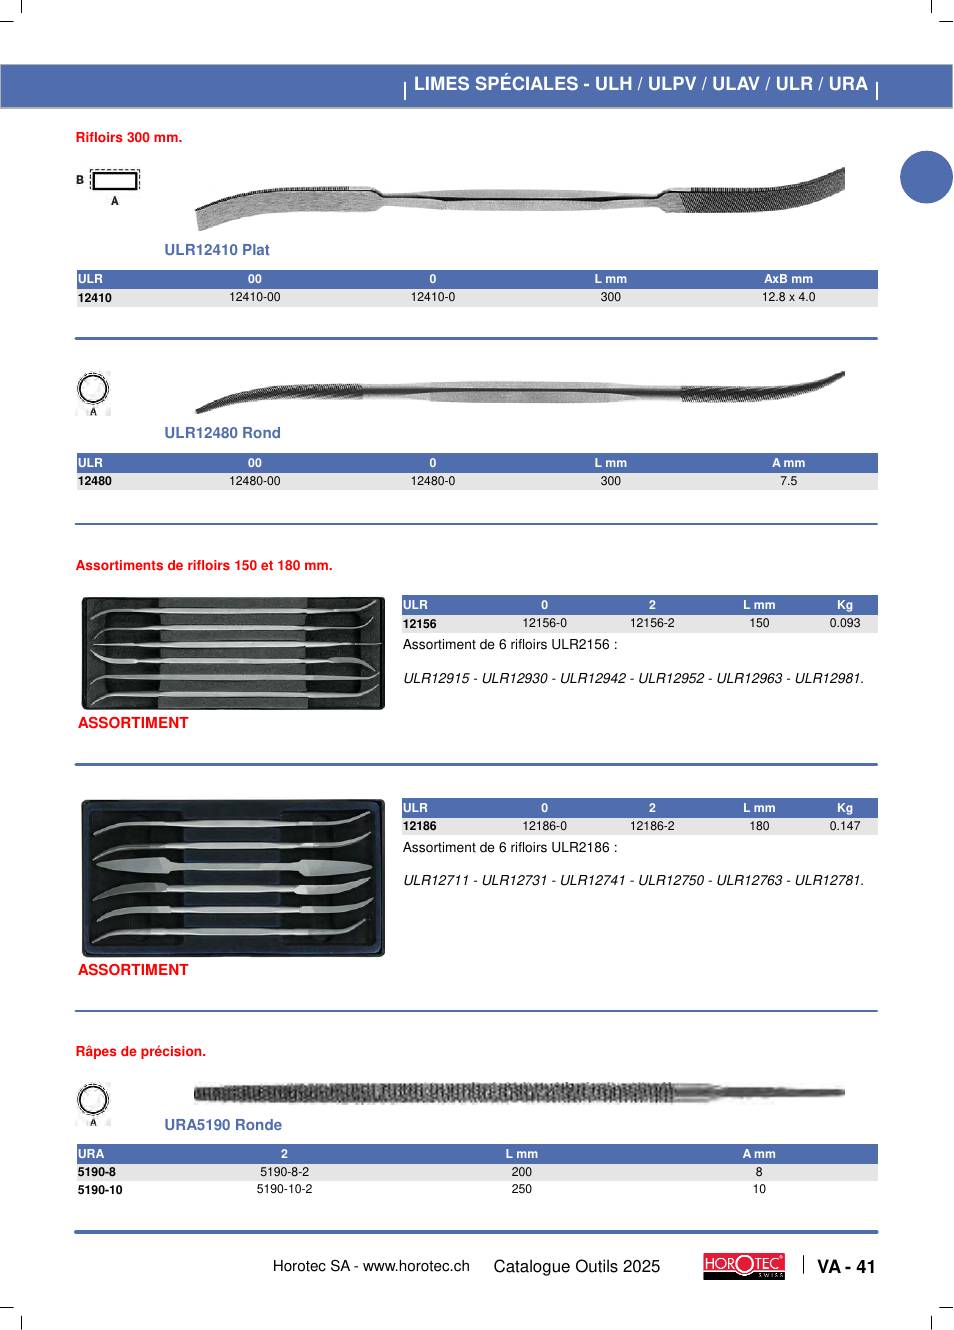 LIMES SPÉCIALES - ULH / ULPV / ULAV / ULR / URA
Rifloirs 300 mm.
B
A
ULR12410 Plat
ULR 00 0 L mm AxB mm
12410 12410-00 12410-0 300 12.8 x 4.0
A
ULR12480 Rond
ULR 00 0 L mm A mm
12480 12480-00 12480-0 300 7.5
Assortiments de rifloirs 150 et 180 mm.
ULR 0 2 L mm Kg
12156 12156-0 12156-2 150 0.093
Assortiment de 6 rifloirs ULR2156 :
ULR12915 - ULR12930 - ULR12942 - ULR12952 - ULR12963 - ULR12981.
ASSORTIMENT
ULR 0 2 L mm Kg
12186 12186-0 12186-2 180 0.147
Assortiment de 6 rifloirs ULR2186 :
ULR12711 - ULR12731 - ULR12741 - ULR12750 - ULR12763 - ULR12781.
ASSORTIMENT
Râpes de précision.
A
URA5190 Ronde
URA 2 L mm A mm
5190-8 5190-8-2 200 8
5190-10 5190-10-2 250 10
Horotec SA - www.horotec.ch Catalogue Outils 2025 HOROTEC® SWISS VA - 41